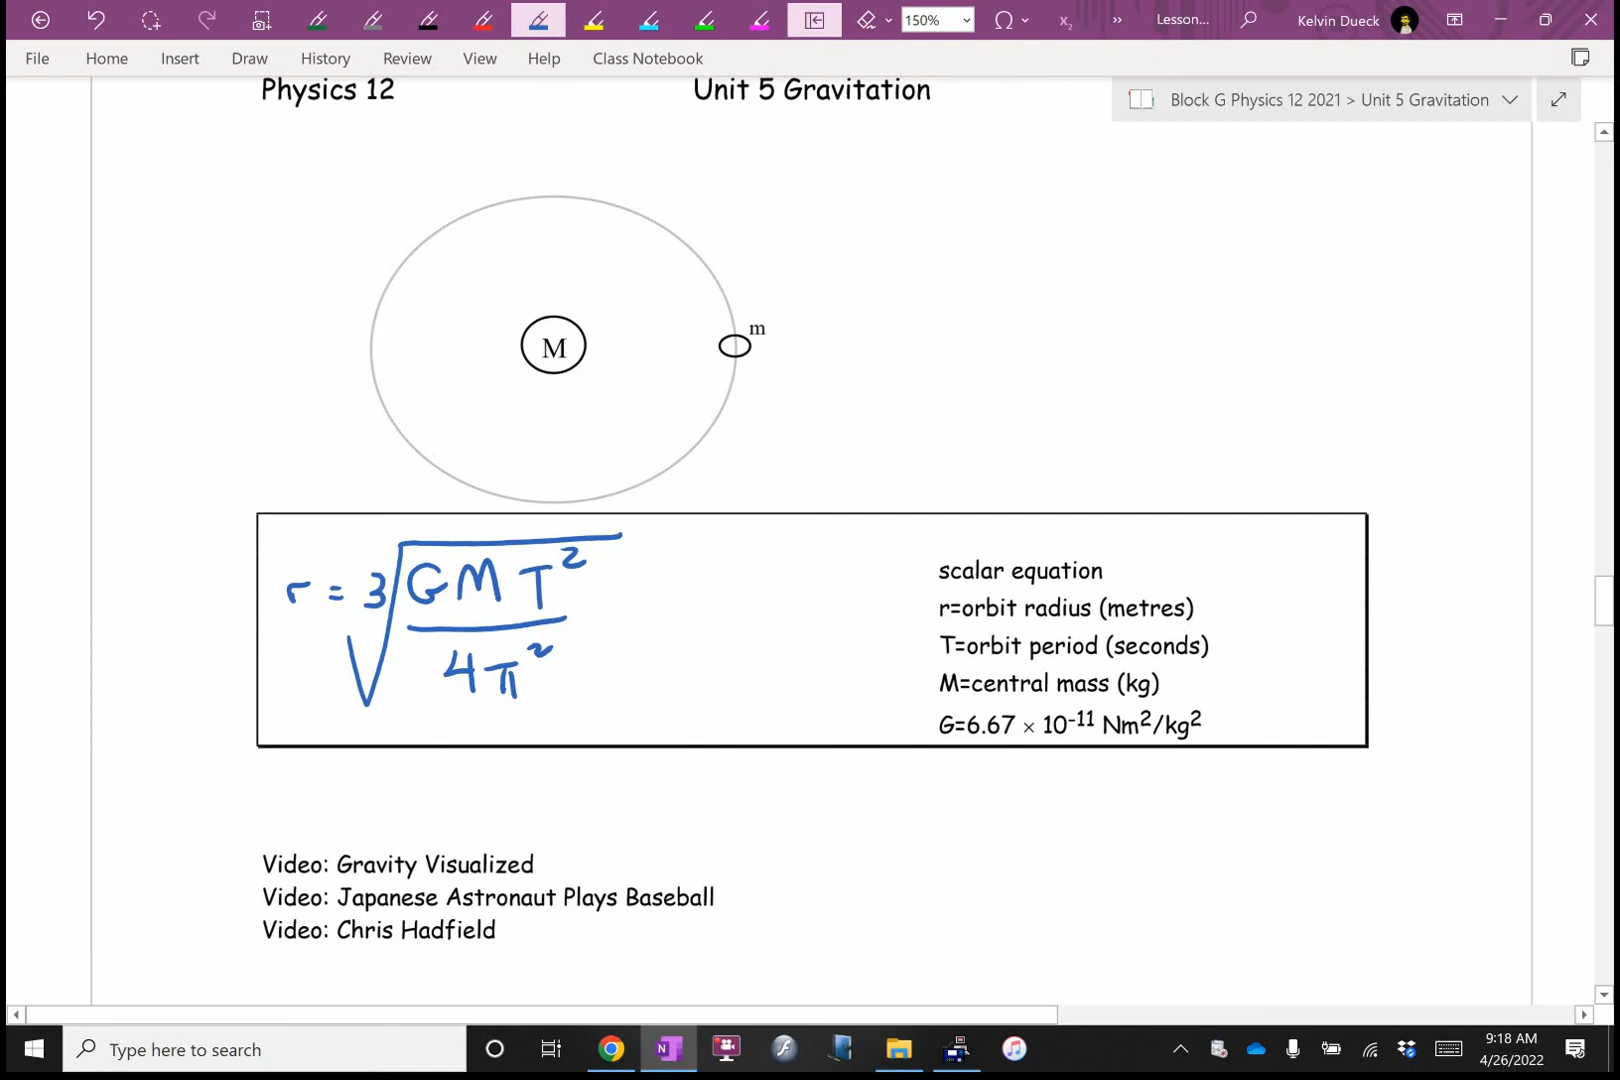 150%
Ω
x₂
»
Lesson...
Kelvin Dueck
File
Home
Insert
Draw
History
Review
View
Help
Class Notebook
Physics 12
Unit 5 Gravitation
Block G Physics 12 2021 > Unit 5 Gravitation
M
m
r = ³√(GMT²/4π²)
scalar equation
r=orbit radius (metres)
T=orbit period (seconds)
M=central mass (kg)
G=6.67 × 10⁻¹¹ Nm²/kg²
Video: Gravity Visualized
Video: Japanese Astronaut Plays Baseball
Video: Chris Hadfield
Type here to search
N
f
9:18 AM
4/26/2022